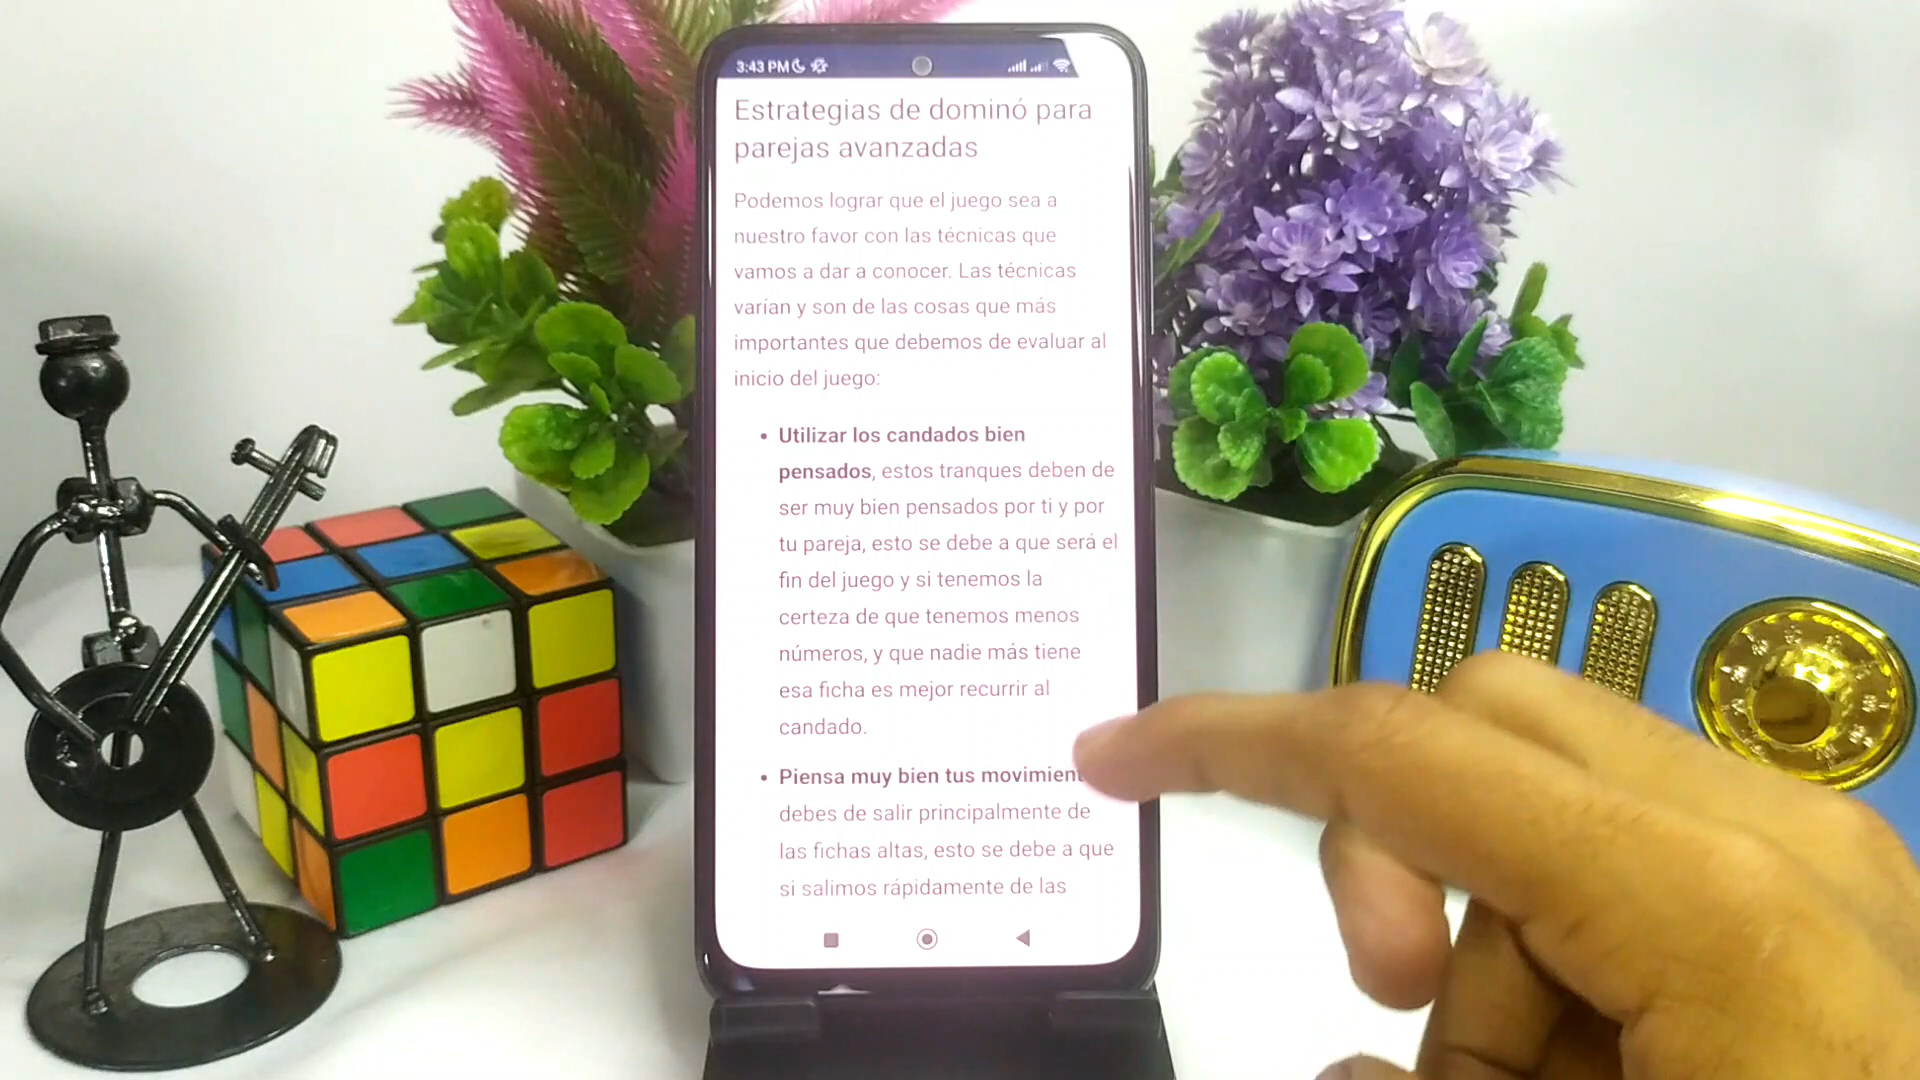 3:43 PM
Estrategias de dominó para
parejas avanzadas
Podemos lograr que el juego sea a
nuestro favor con las técnicas que
vamos a dar a conocer. Las técnicas
varían y son de las cosas que más
importantes que debemos de evaluar al
inicio del juego:
• Utilizar los candados bien
pensados, estos tranques deben de
ser muy bien pensados por ti y por
tu pareja, esto se debe a que será el
fin del juego y si tenemos la
certeza de que tenemos menos
números, y que nadie más tiene
esa ficha es mejor recurrir al
candado.
• Piensa muy bien tus movimien
debes de salir principalmente de
las fichas altas, esto se debe a que
si salimos rápidamente de las